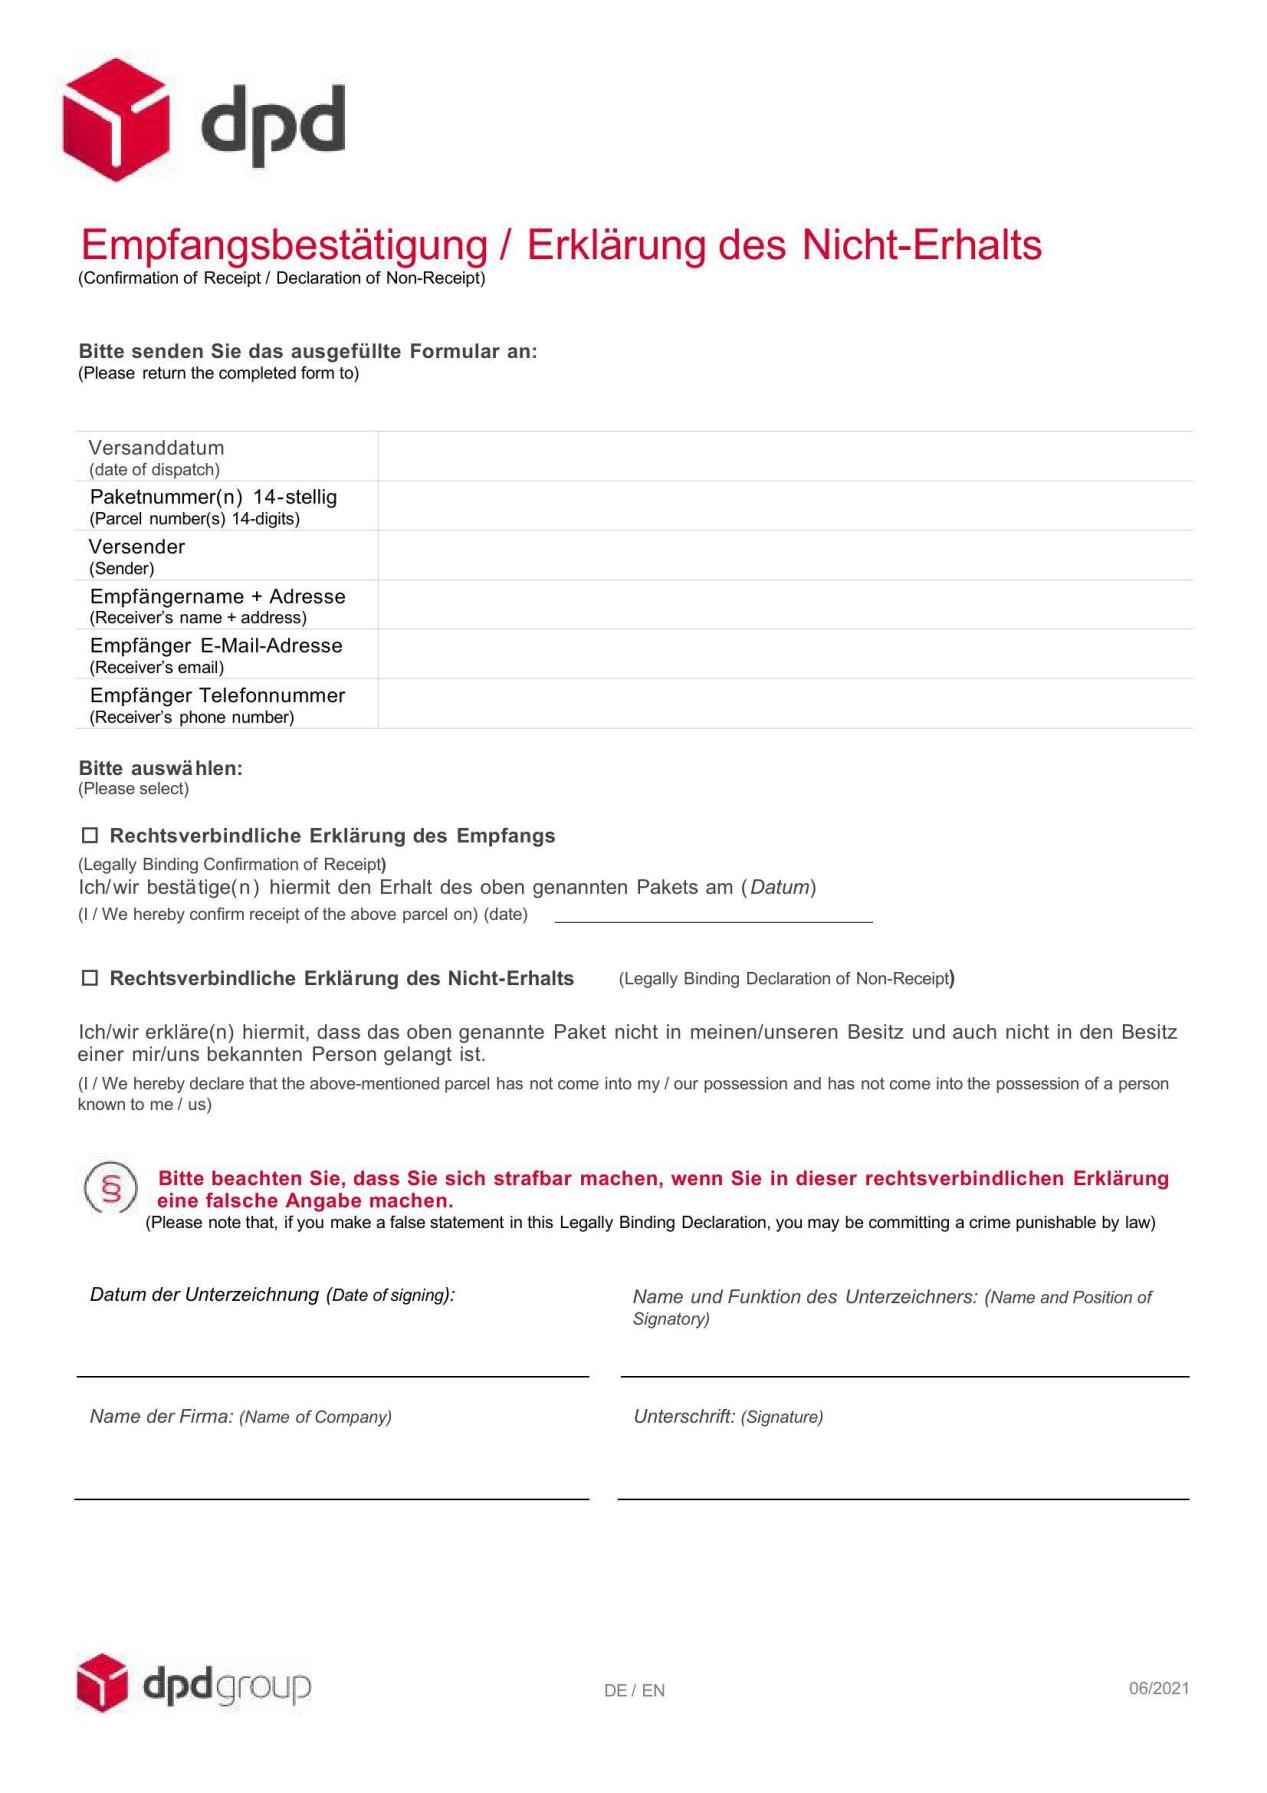 dpd
Empfangsbestätigung / Erklärung des Nicht-Erhalts
(Confirmation of Receipt / Declaration of Non-Receipt)
Bitte senden Sie das ausgefüllte Formular an:
(Please return the completed form to)
Versanddatum
(date of dispatch)
Paketnummer(n) 14-stellig
(Parcel number(s) 14-digits)
Versender
(Sender)
Empfängername + Adresse
(Receiver’s name + address)
Empfänger E-Mail-Adresse
(Receiver’s email)
Empfänger Telefonnummer
(Receiver’s phone number)
Bitte auswählen:
(Please select)
☐ Rechtsverbindliche Erklärung des Empfangs
(Legally Binding Confirmation of Receipt)
Ich/wir bestätige(n) hiermit den Erhalt des oben genannten Pakets am (Datum)
(I / We hereby confirm receipt of the above parcel on) (date)
☐ Rechtsverbindliche Erklärung des Nicht-Erhalts (Legally Binding Declaration of Non-Receipt)
Ich/wir erkläre(n) hiermit, dass das oben genannte Paket nicht in meinen/unseren Besitz und auch nicht in den Besitz
einer mir/uns bekannten Person gelangt ist.
(I / We hereby declare that the above-mentioned parcel has not come into my / our possession and has not come into the possession of a person
known to me / us)
§ Bitte beachten Sie, dass Sie sich strafbar machen, wenn Sie in dieser rechtsverbindlichen Erklärung
eine falsche Angabe machen.
(Please note that, if you make a false statement in this Legally Binding Declaration, you may be committing a crime punishable by law)
Datum der Unterzeichnung (Date of signing):
Name und Funktion des Unterzeichners: (Name and Position of
Signatory)
Name der Firma: (Name of Company)
Unterschrift: (Signature)
dpdgroup
DE / EN
06/2021